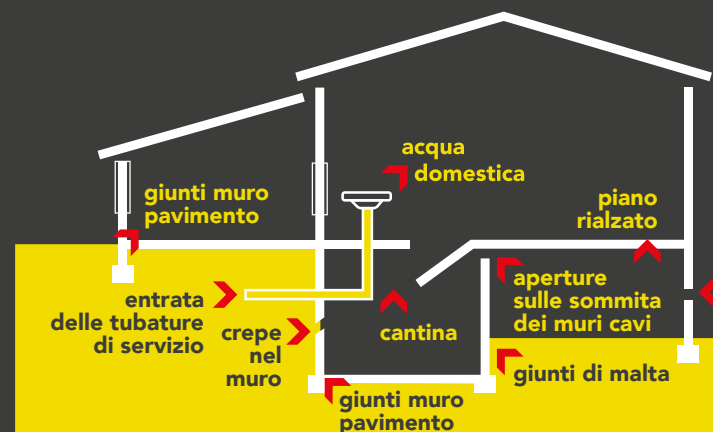 acqua
domestica
giunti muro
pavimento
piano
rialzato
entrata
delle tubature
di servizio
aperture
sulle sommita
dei muri cavi
crepe
nel
muro
cantina
giunti di malta
giunti muro
pavimento